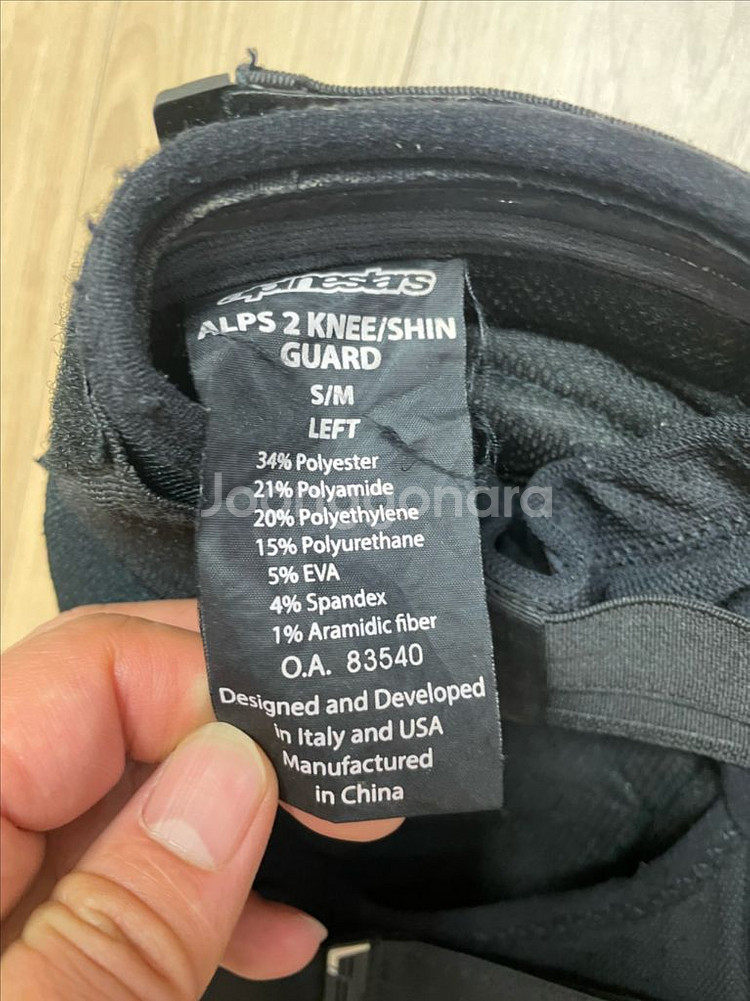 alpinestars
ALPS 2 KNEE/SHIN
GUARD
S/M
LEFT
34% Polyester
21% Polyamide
20% Polyethylene
15% Polyurethane
5% EVA
4% Spandex
1% Aramidic fiber
O.A. 83540
Designed and Developed
in Italy and USA
Manufactured
in China
Joonggonara